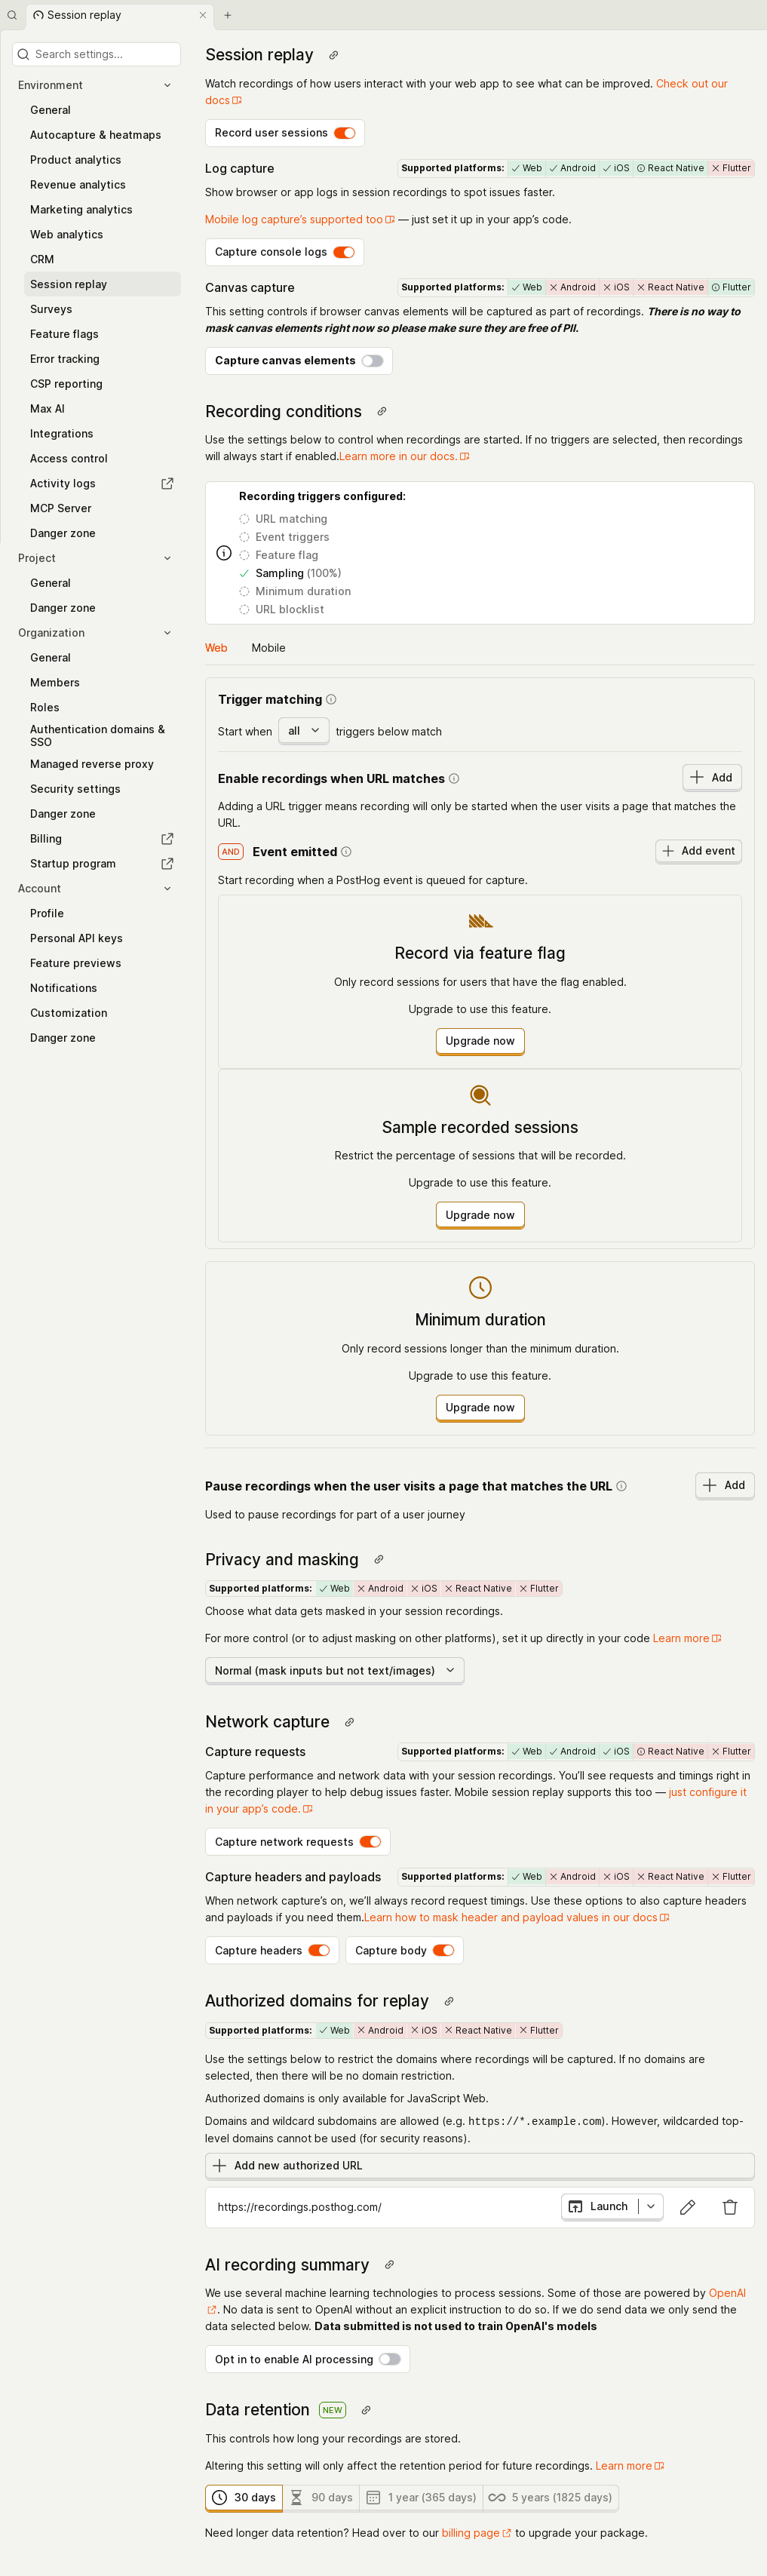 Session replay
Search settings...
Environment
General
Autocapture & heatmaps
Product analytics
Revenue analytics
Marketing analytics
Web analytics
CRM
Session replay
Surveys
Feature flags
Error tracking
CSP reporting
Max AI
Integrations
Access control
Activity logs
MCP Server
Danger zone
Project
General
Danger zone
Organization
General
Members
Roles
Authentication domains &
SSO
Managed reverse proxy
Security settings
Danger zone
Billing
Startup program
Account
Profile
Personal API keys
Feature previews
Notifications
Customization
Danger zone
Session replay
Watch recordings of how users interact with your web app to see what can be improved. Check out our
docs
Record user sessions
Log capture
Supported platforms: Web Android iOS React Native Flutter
Show browser or app logs in session recordings to spot issues faster.
Mobile log capture's supported too — just set it up in your app's code.
Capture console logs
Canvas capture
Supported platforms: Web Android iOS React Native Flutter
This setting controls if browser canvas elements will be captured as part of recordings. There is no way to
mask canvas elements right now so please make sure they are free of PII.
Capture canvas elements
Recording conditions
Use the settings below to control when recordings are started. If no triggers are selected, then recordings
will always start if enabled.Learn more in our docs.
Recording triggers configured:
URL matching
Event triggers
Feature flag
Sampling (100%)
Minimum duration
URL blocklist
Web Mobile
Trigger matching
Start when all triggers below match
Enable recordings when URL matches
Add
Adding a URL trigger means recording will only be started when the user visits a page that matches the
URL.
AND Event emitted
Add event
Start recording when a PostHog event is queued for capture.
Record via feature flag
Only record sessions for users that have the flag enabled.
Upgrade to use this feature.
Upgrade now
Sample recorded sessions
Restrict the percentage of sessions that will be recorded.
Upgrade to use this feature.
Upgrade now
Minimum duration
Only record sessions longer than the minimum duration.
Upgrade to use this feature.
Upgrade now
Pause recordings when the user visits a page that matches the URL
Add
Used to pause recordings for part of a user journey
Privacy and masking
Supported platforms: Web Android iOS React Native Flutter
Choose what data gets masked in your session recordings.
For more control (or to adjust masking on other platforms), set it up directly in your code Learn more
Normal (mask inputs but not text/images)
Network capture
Capture requests
Supported platforms: Web Android iOS React Native Flutter
Capture performance and network data with your session recordings. You'll see requests and timings right in
the recording player to help debug issues faster. Mobile session replay supports this too — just configure it
in your app's code.
Capture network requests
Capture headers and payloads
Supported platforms: Web Android iOS React Native Flutter
When network capture's on, we'll always record request timings. Use these options to also capture headers
and payloads if you need them.Learn how to mask header and payload values in our docs
Capture headers Capture body
Authorized domains for replay
Supported platforms: Web Android iOS React Native Flutter
Use the settings below to restrict the domains where recordings will be captured. If no domains are
selected, then there will be no domain restriction.
Authorized domains is only available for JavaScript Web.
Domains and wildcard subdomains are allowed (e.g. https://*.example.com). However, wildcarded top-
level domains cannot be used (for security reasons).
Add new authorized URL
https://recordings.posthog.com/
Launch
AI recording summary
We use several machine learning technologies to process sessions. Some of those are powered by OpenAI
. No data is sent to OpenAI without an explicit instruction to do so. If we do send data we only send the
data selected below. Data submitted is not used to train OpenAI's models
Opt in to enable AI processing
Data retention NEW
This controls how long your recordings are stored.
Altering this setting will only affect the retention period for future recordings. Learn more
30 days 90 days 1 year (365 days) 5 years (1825 days)
Need longer data retention? Head over to our billing page to upgrade your package.